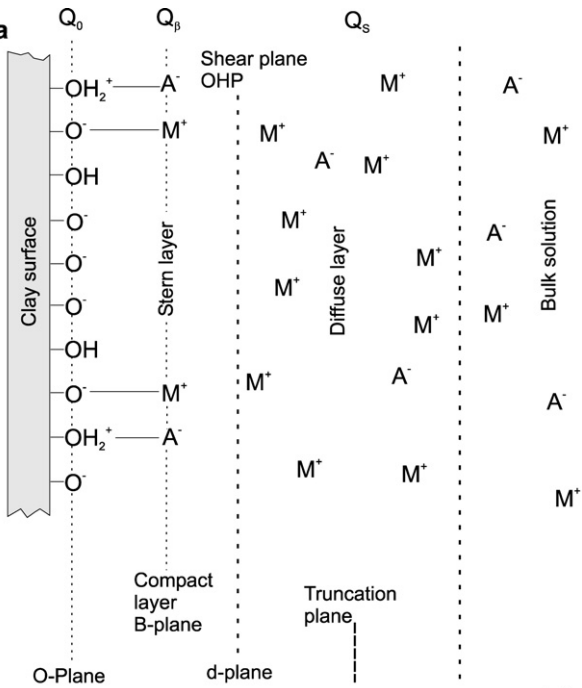 a
Q₀
Qᵦ
Qₛ
Shear plane
OHP
Clay surface
OH₂⁺
A⁻
M⁺
A⁻
O⁻
M⁺
M⁺
M⁺
A⁻
M⁺
OH
O⁻
M⁺
A⁻
Stern layer
Diffuse layer
Bulk solution
O⁻
M⁺
O⁻
M⁺
M⁺
M⁺
OH
O⁻
M⁺
M⁺
A⁻
A⁻
OH₂⁺
A⁻
O⁻
M⁺
M⁺
M⁺
Compact
layer
B-plane
Truncation
plane
O-Plane
d-plane